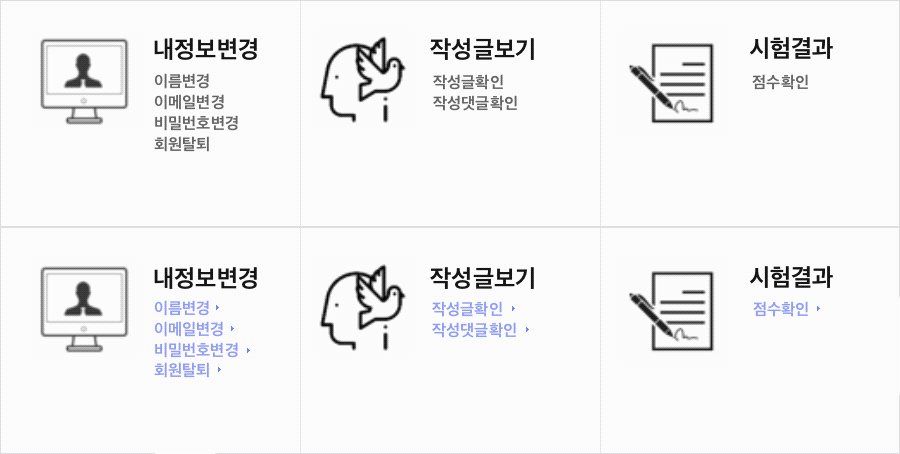 내정보변경
이름변경
이메일변경
비밀번호변경
회원탈퇴
작성글보기
작성글확인
작성댓글확인
시험결과
점수확인
내정보변경
이름변경
이메일변경
비밀번호변경
회원탈퇴
작성글보기
작성글확인
작성댓글확인
시험결과
점수확인